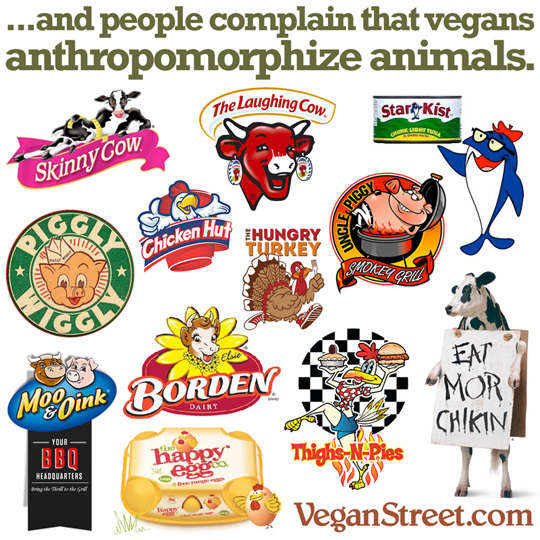 ...and people complain that vegans
anthropomorphize animals.
Skinny Cow
The Laughing Cow
Star Kist
CHUNK LIGHT TUNA
PIGGLY
WIGGLY
Chicken Hut
THE HUNGRY
TURKEY
UNCLE PIGGY
SMOKEY GRILL
Moo
& Oink
YOUR
BBQ
HEADQUARTERS
Bring the Thrill to the Grill
Elsie
BORDEN
DAIRY
the
happy
egg co.
free range eggs
Thighs-N-Pies
EAT
MOR
CHIKIN
VeganStreet.com